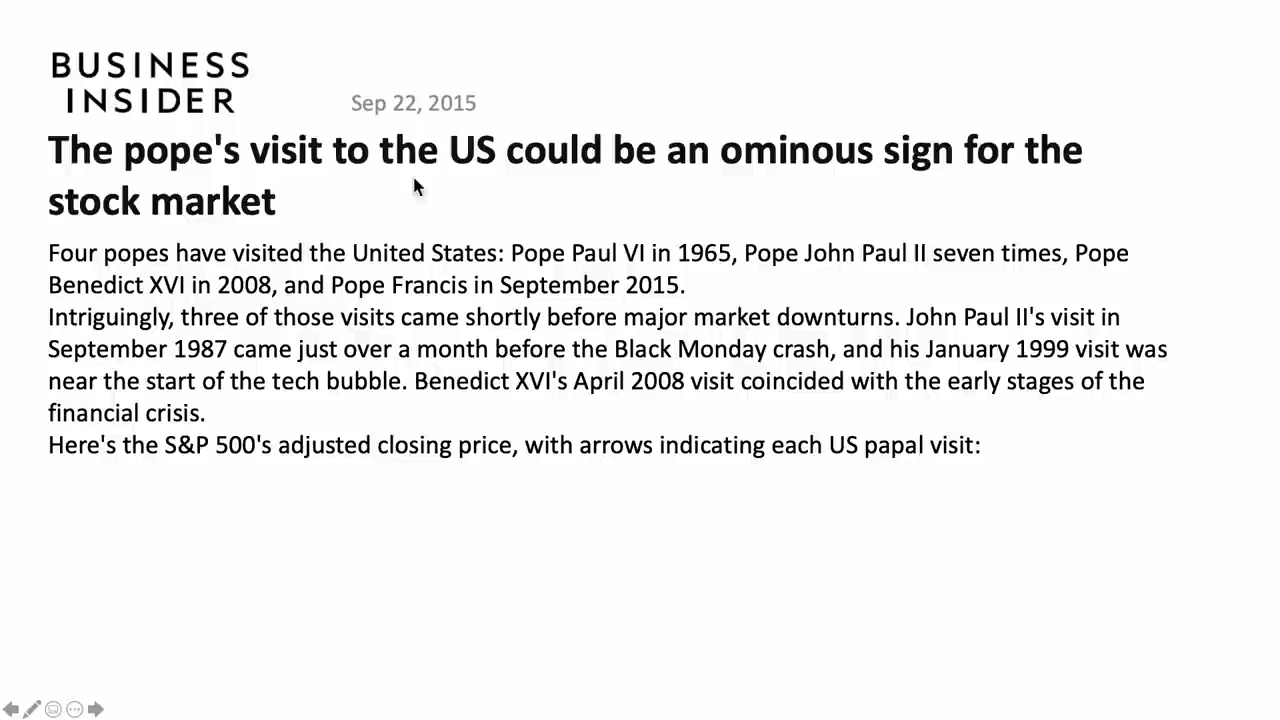 BUSINESS
INSIDER
Sep 22, 2015
The pope's visit to the US could be an ominous sign for the
stock market
Four popes have visited the United States: Pope Paul VI in 1965, Pope John Paul II seven times, Pope
Benedict XVI in 2008, and Pope Francis in September 2015.
Intriguingly, three of those visits came shortly before major market downturns. John Paul II's visit in
September 1987 came just over a month before the Black Monday crash, and his January 1999 visit was
near the start of the tech bubble. Benedict XVI's April 2008 visit coincided with the early stages of the
financial crisis.
Here's the S&P 500's adjusted closing price, with arrows indicating each US papal visit: